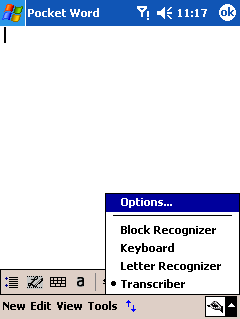 Pocket Word 11:17 ok
Options...
Block Recognizer
Keyboard
Letter Recognizer
Transcriber
a
New Edit View Tools